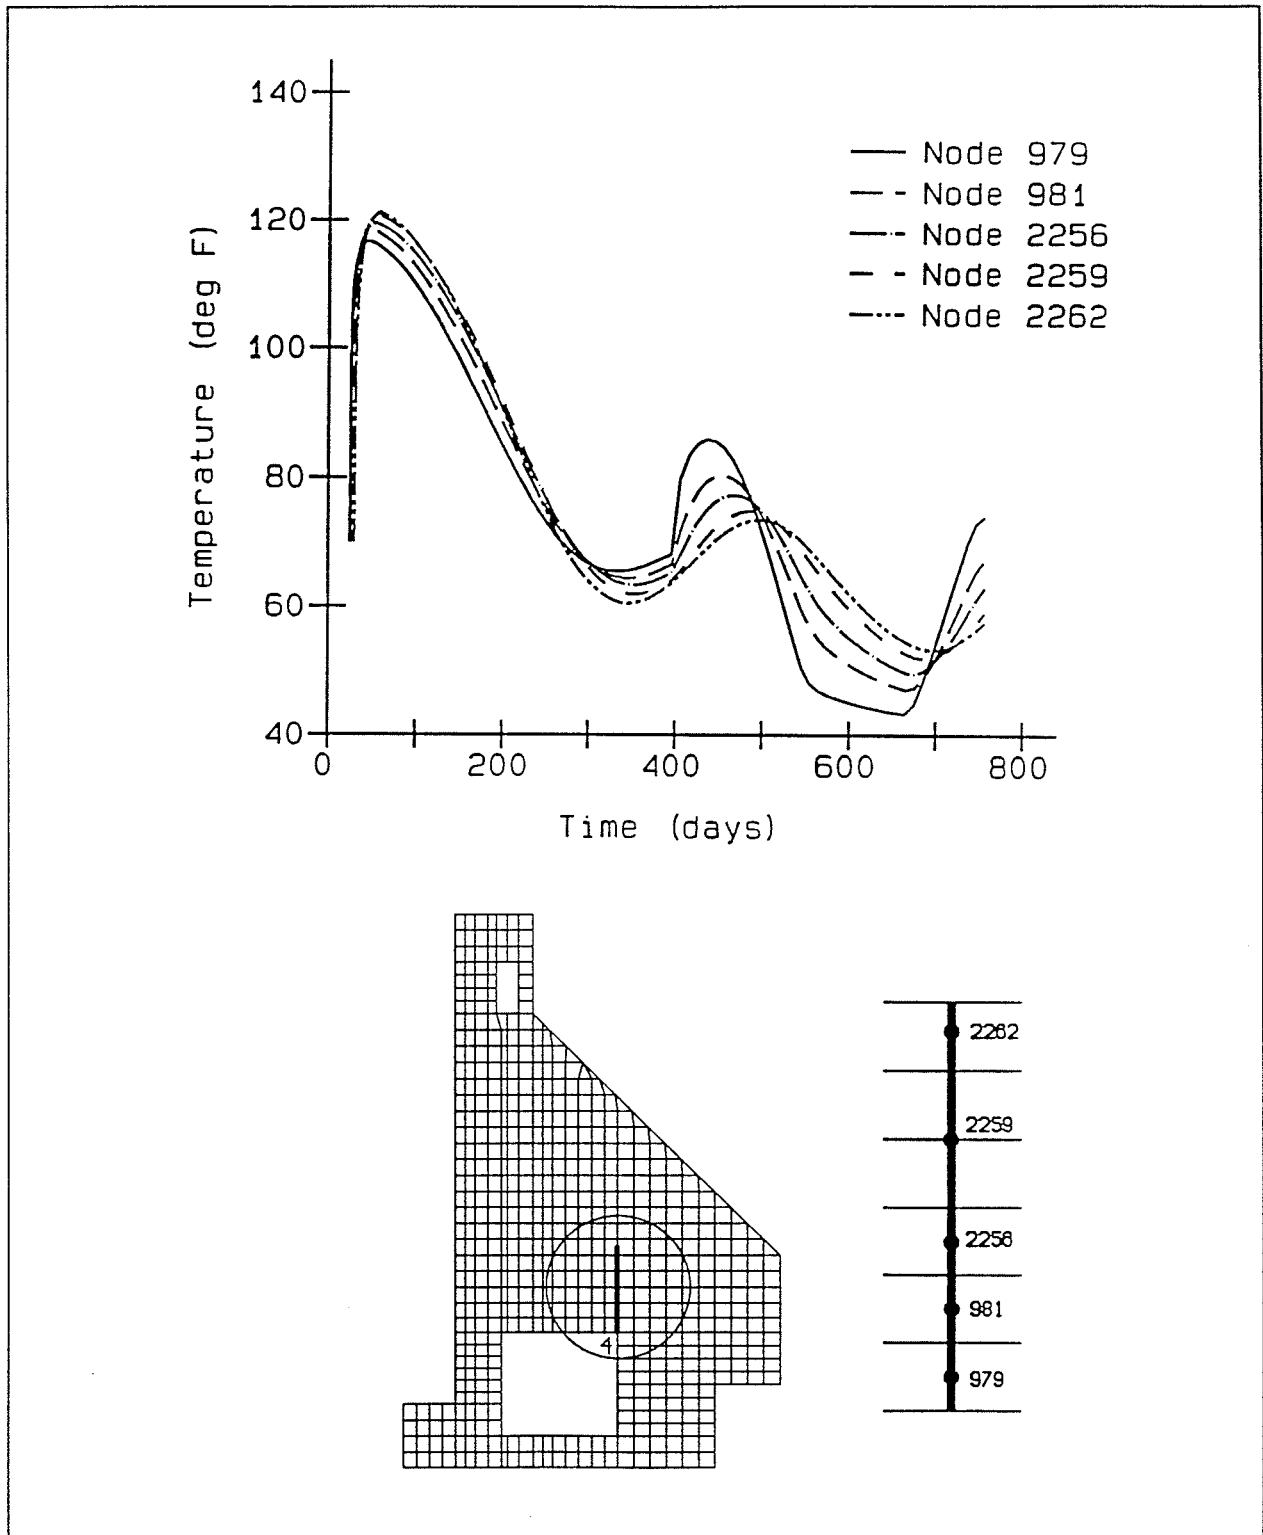 140
120
100
80
60
40
Temperature (deg F)
Node 979
Node 981
Node 2256
Node 2259
Node 2262
0 200 400 600 800
Time (days)
4
2262
2259
2256
981
979